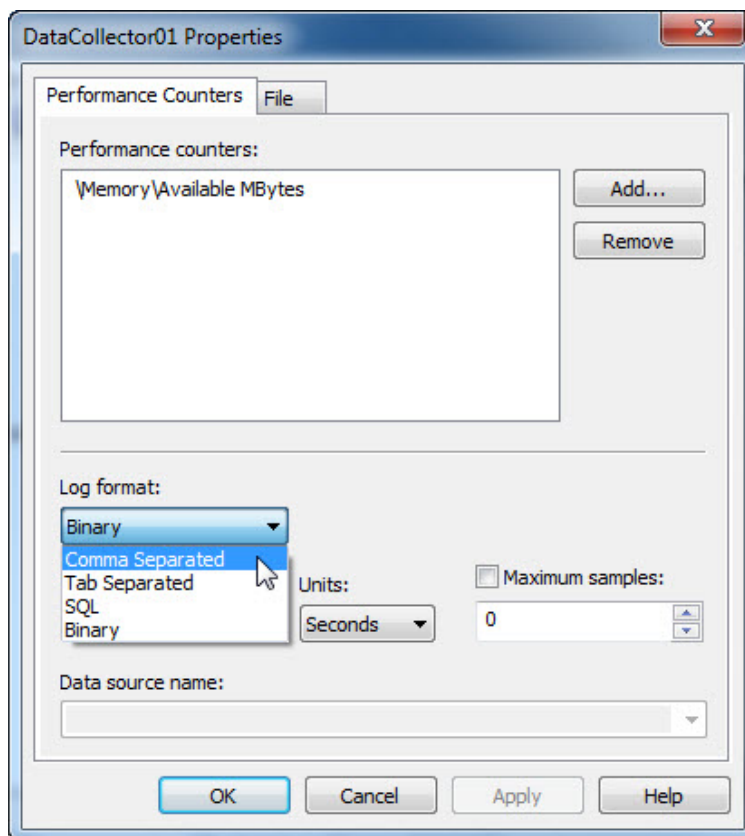 DataCollector01 Properties
Performance Counters
File
Performance counters:
\Memory\Available MBytes
Add...
Remove
Log format:
Binary
Comma Separated
Tab Separated
SQL
Binary
Units:
Seconds
Maximum samples:
0
Data source name:
OK
Cancel
Apply
Help